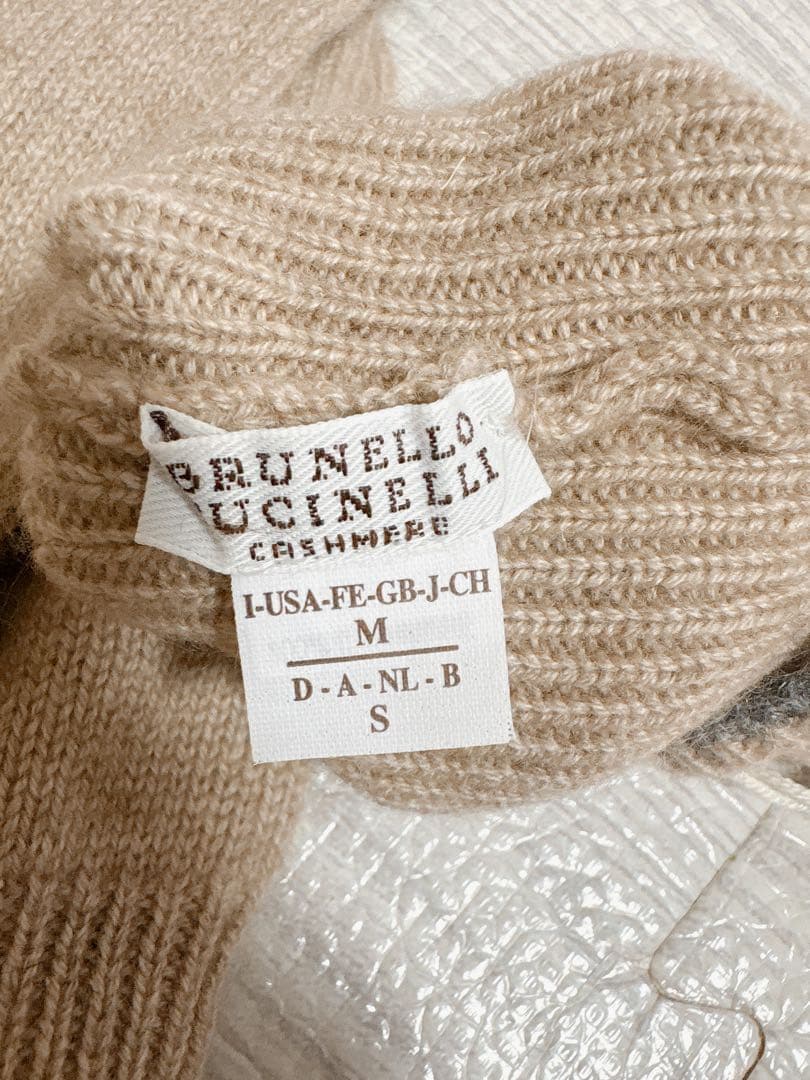 BRUNELLO
CUCINELLI
CASHMERE
I-USA-FE-GB-J-CH
M
D - A - NL - B
S